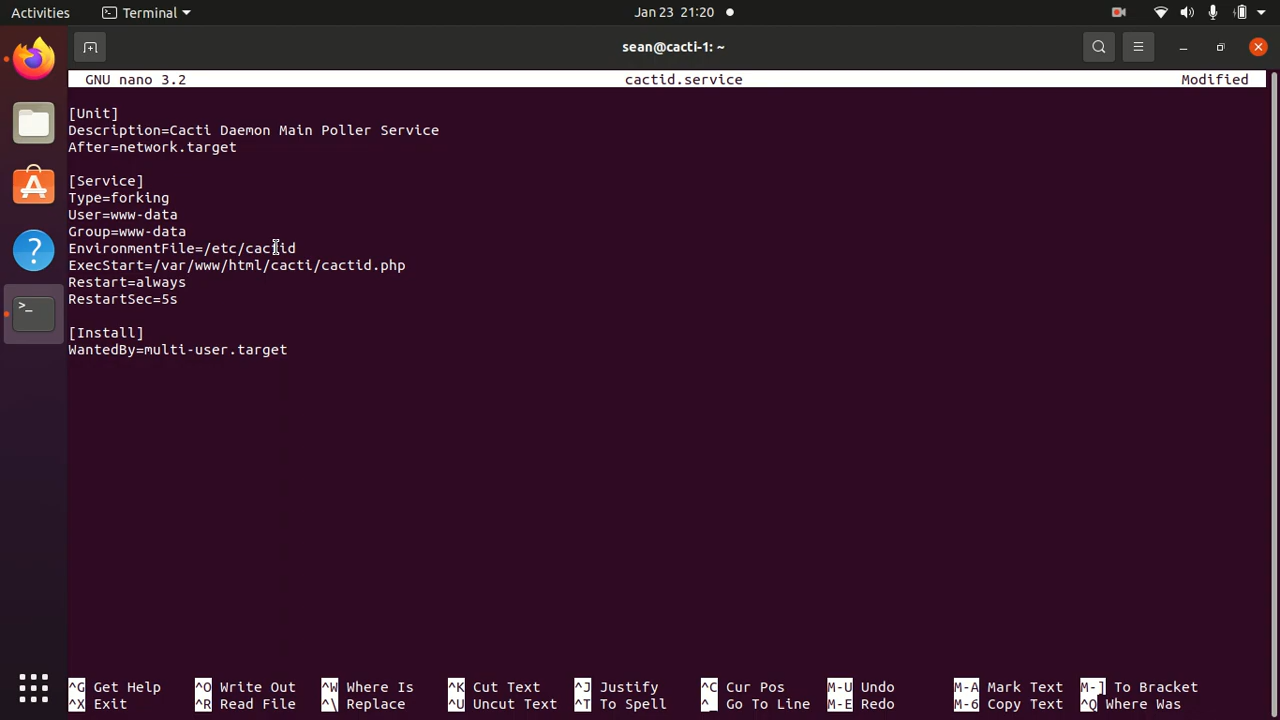 Activities Terminal Jan 23 21:20
sean@cacti-1: ~
GNU nano 3.2 cactid.service Modified
[Unit]
Description=Cacti Daemon Main Poller Service
After=network.target
[Service]
Type=forking
User=www-data
Group=www-data
EnvironmentFile=/etc/cactid
ExecStart=/var/www/html/cacti/cactid.php
Restart=always
RestartSec=5s
[Install]
WantedBy=multi-user.target
^G Get Help ^O Write Out ^W Where Is ^K Cut Text ^J Justify ^C Cur Pos M-U Undo M-A Mark Text M-] To Bracket
^X Exit ^R Read File ^\ Replace ^U Uncut Text ^T To Spell ^_ Go To Line M-E Redo M-6 Copy Text ^Q Where Was